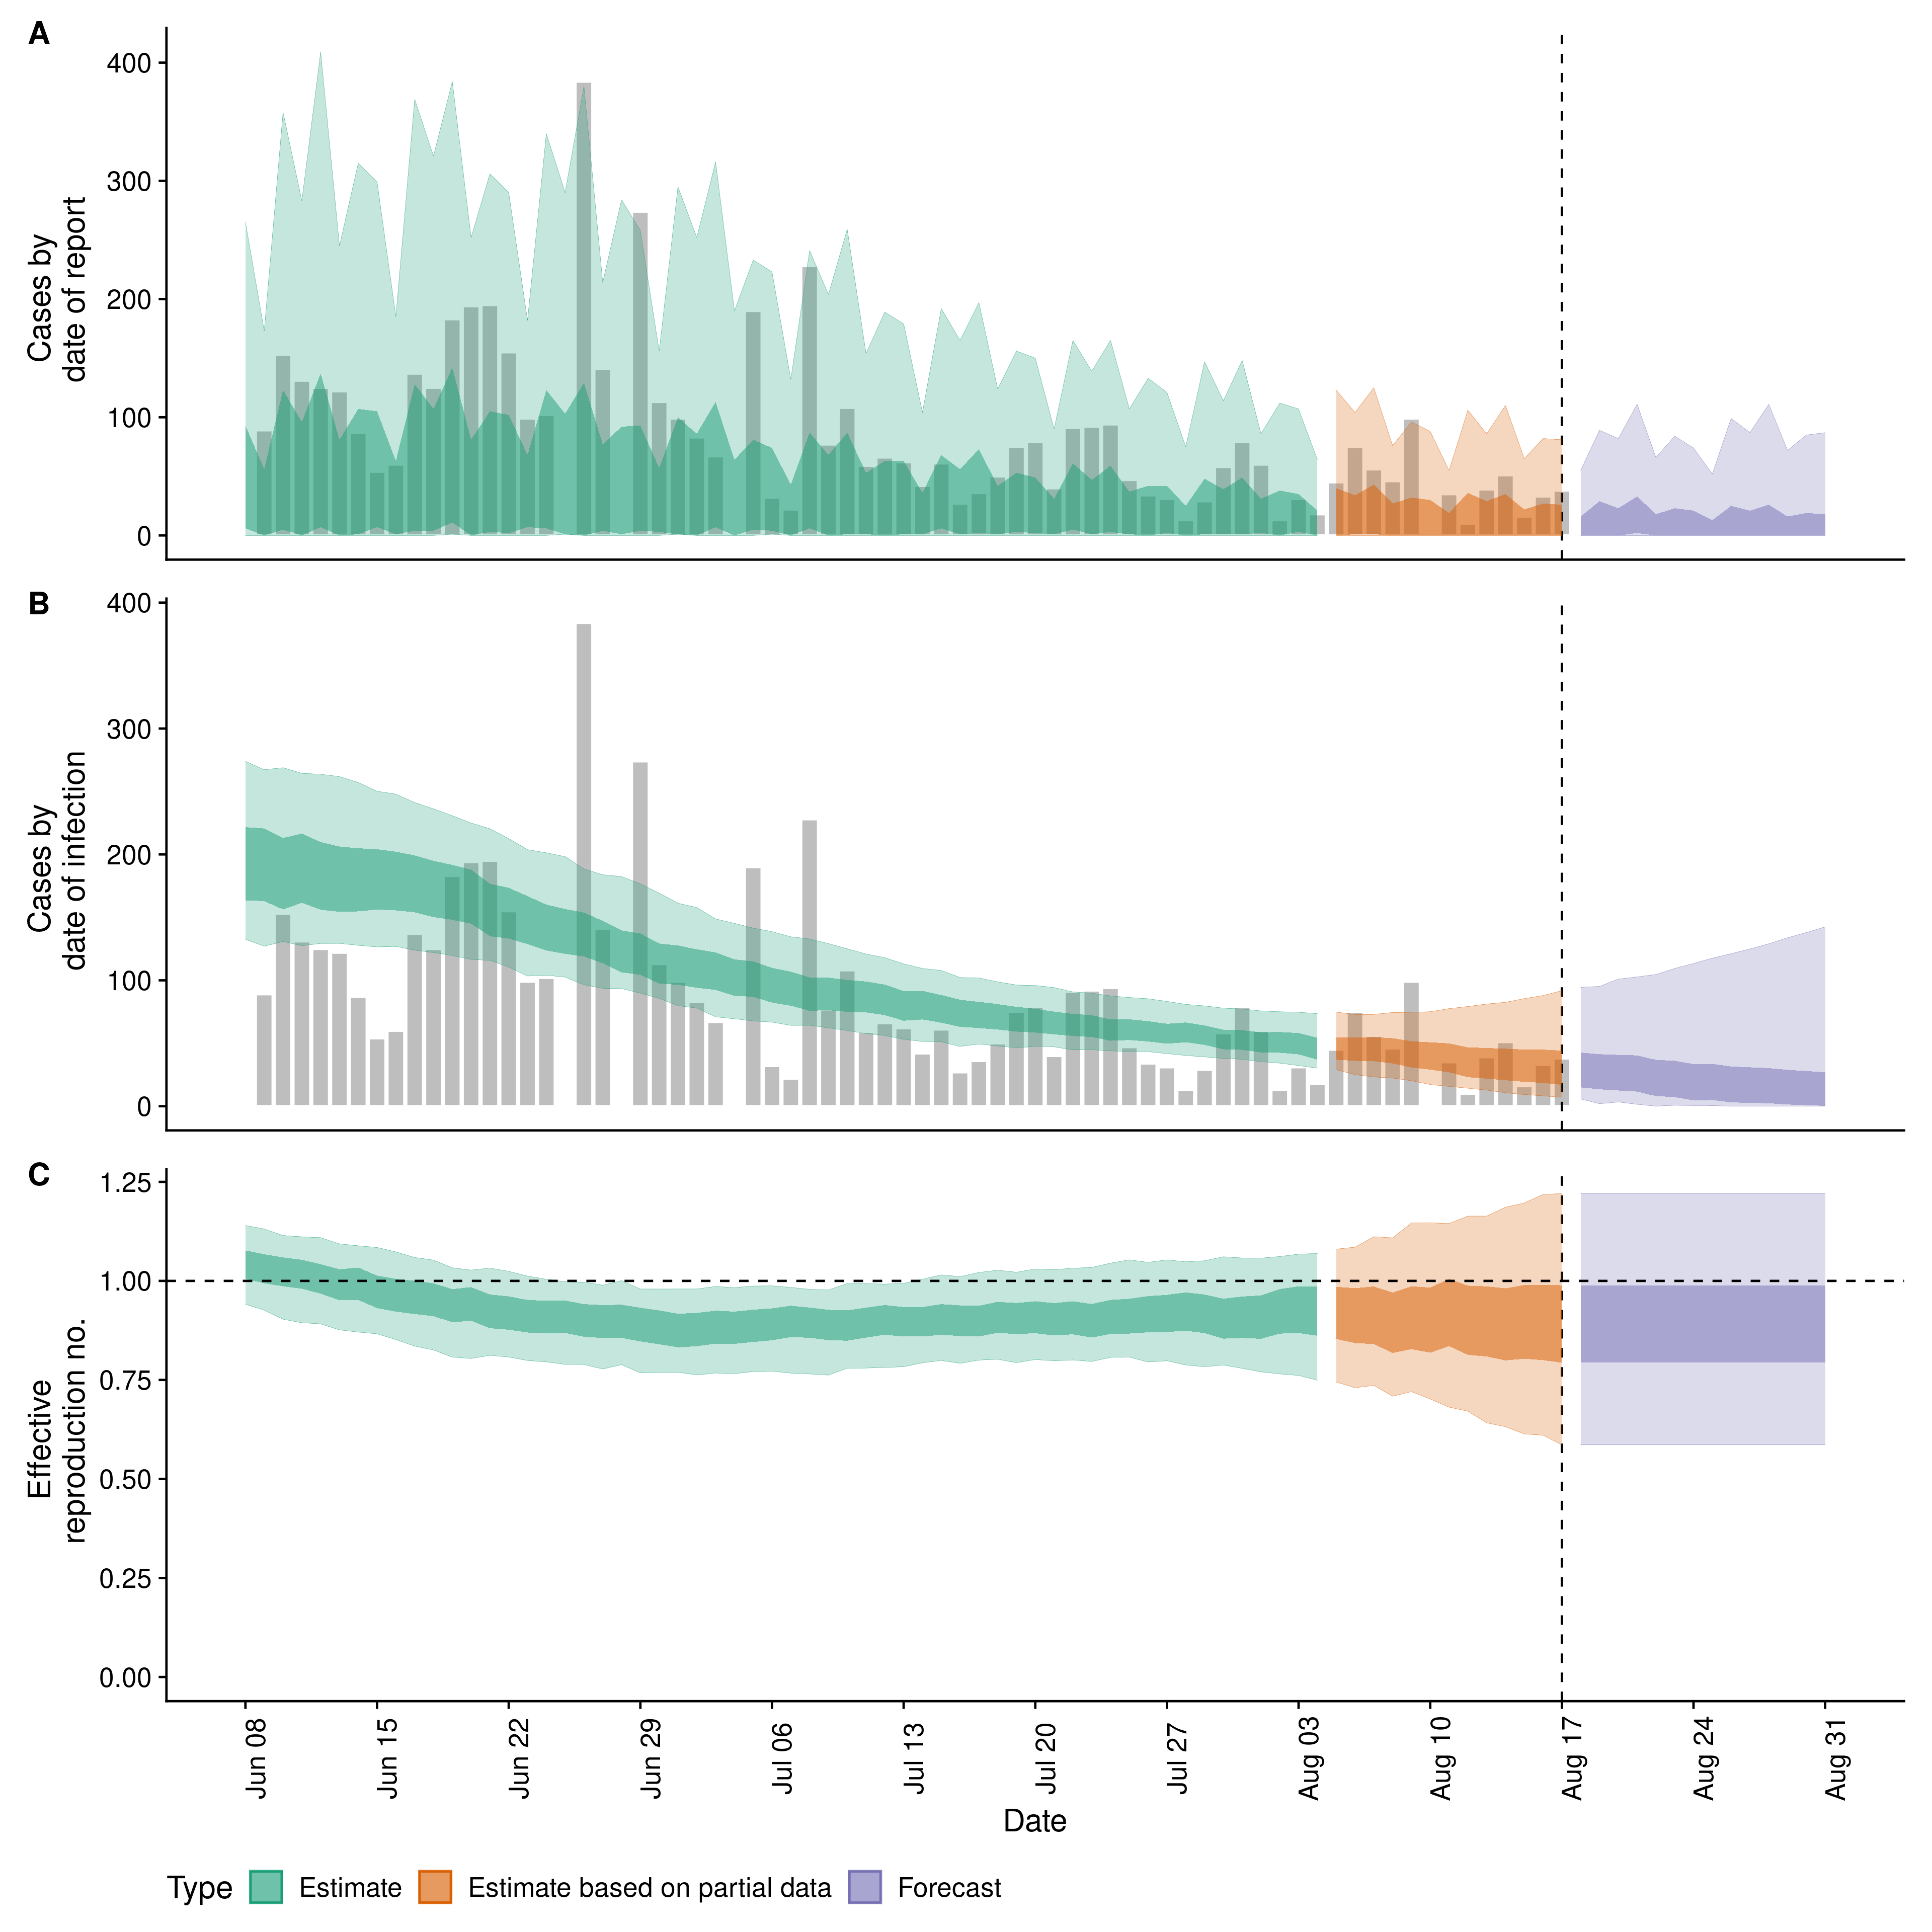 A
400
300
200
100
0
Cases by
date of report
B
400
300
200
100
0
Cases by
date of infection
C
1.25
1.00
0.75
0.50
0.25
0.00
Effective
reproduction no.
Jun 08
Jun 15
Jun 22
Jun 29
Jul 06
Jul 13
Jul 20
Jul 27
Aug 03
Aug 10
Aug 17
Aug 24
Aug 31
Date
Type Estimate Estimate based on partial data Forecast